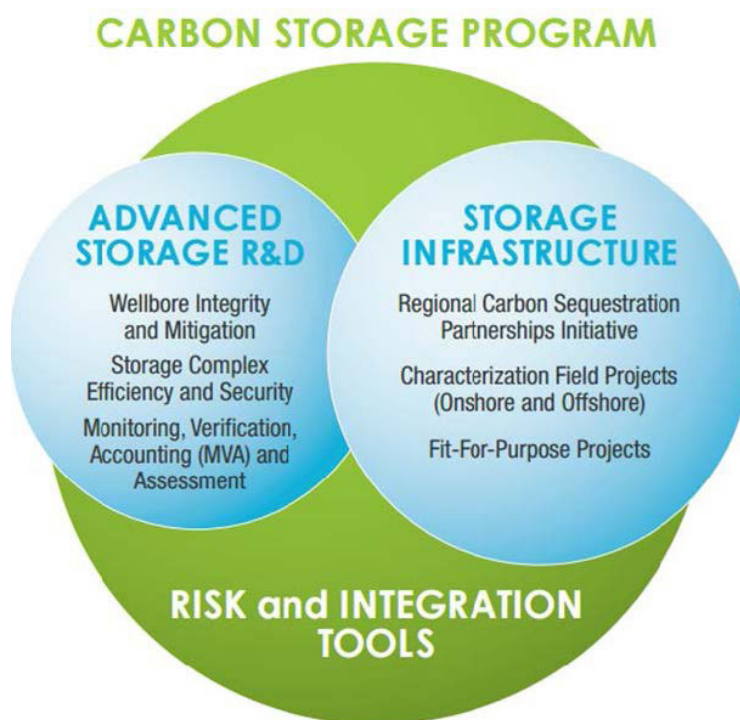 CARBON STORAGE PROGRAM
ADVANCED
STORAGE R&D
Wellbore Integrity
and Mitigation
Storage Complex
Efficiency and Security
Monitoring, Verification,
Accounting (MVA) and
Assessment
STORAGE
INFRASTRUCTURE
Regional Carbon Sequestration
Partnerships Initiative
Characterization Field Projects
(Onshore and Offshore)
Fit-For-Purpose Projects
RISK and INTEGRATION
TOOLS